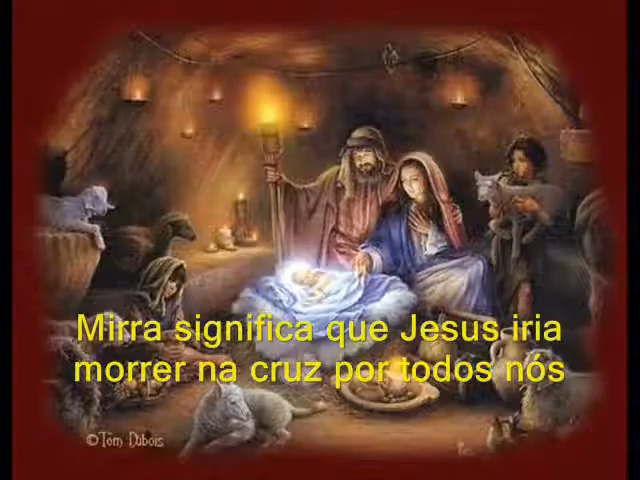 Mirra significa que Jesus iria
morrer na cruz por todos nós
©Tom Dubois